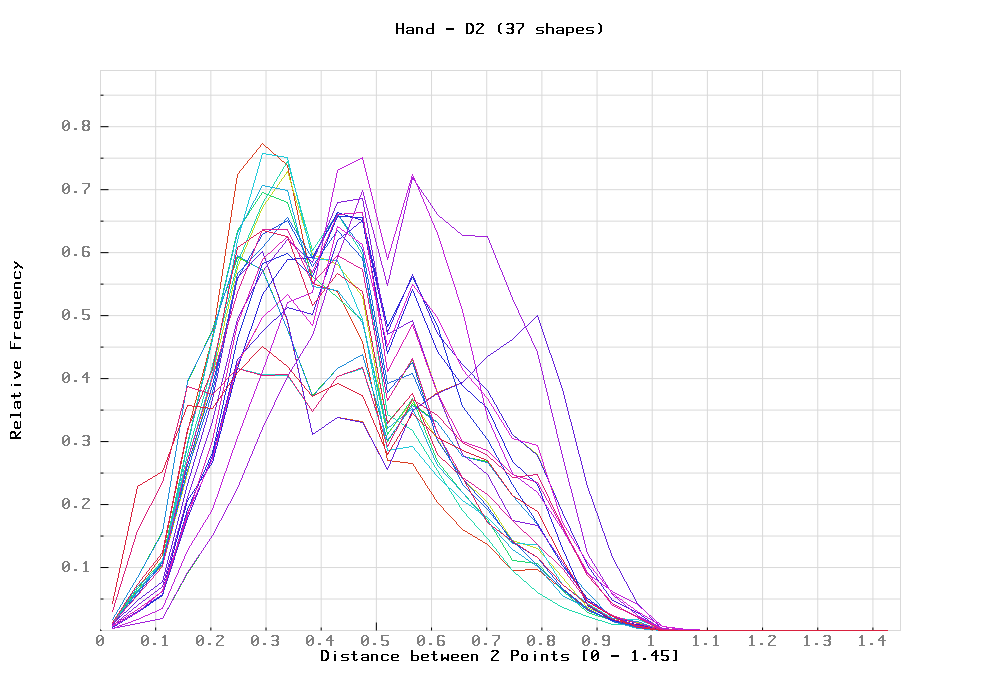 Hand - D2 (37 shapes)
Relative Frequency
0.8
0.7
0.6
0.5
0.4
0.3
0.2
0.1
0 0.1 0.2 0.3 0.4 0.5 0.6 0.7 0.8 0.9 1 1.1 1.2 1.3 1.4
Distance between 2 Points [0 - 1.45]